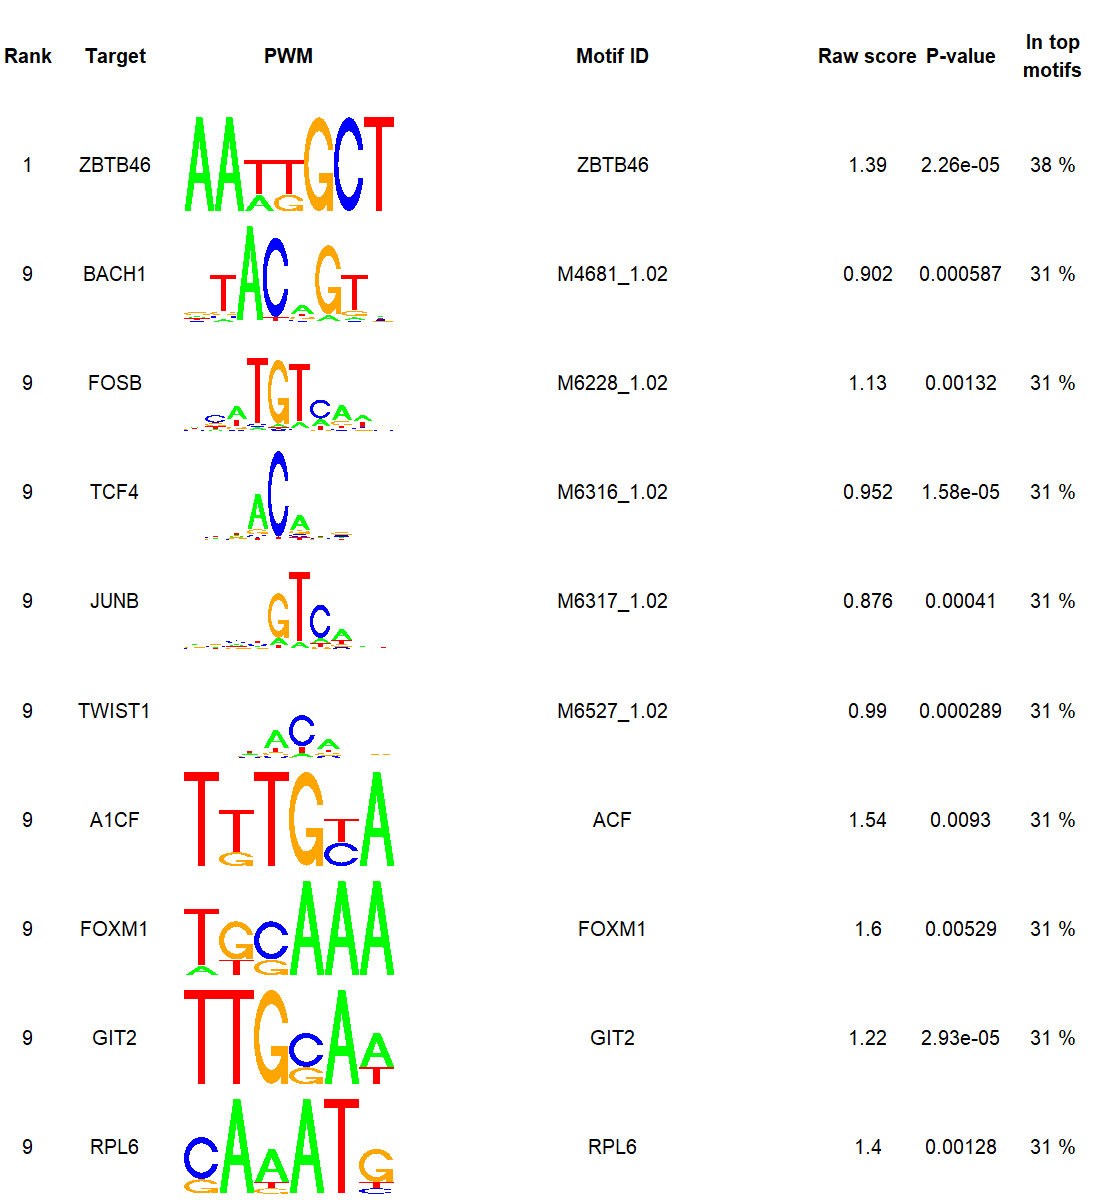 Rank Target PWM Motif ID Raw score P-value In top motifs
1 ZBTB46 ZBTB46 1.39 2.26e-05 38 %
9 BACH1 M4681_1.02 0.902 0.000587 31 %
9 FOSB M6228_1.02 1.13 0.00132 31 %
9 TCF4 M6316_1.02 0.952 1.58e-05 31 %
9 JUNB M6317_1.02 0.876 0.00041 31 %
9 TWIST1 M6527_1.02 0.99 0.000289 31 %
9 A1CF ACF 1.54 0.0093 31 %
9 FOXM1 FOXM1 1.6 0.00529 31 %
9 GIT2 GIT2 1.22 2.93e-05 31 %
9 RPL6 RPL6 1.4 0.00128 31 %